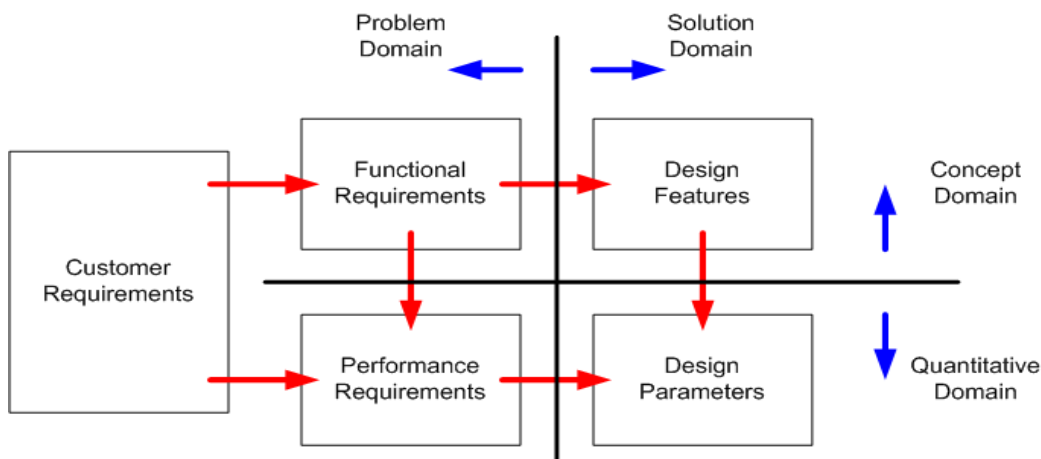 Problem
Domain
Solution
Domain
Functional
Requirements
Design
Features
Concept
Domain
Customer
Requirements
Performance
Requirements
Design
Parameters
Quantitative
Domain